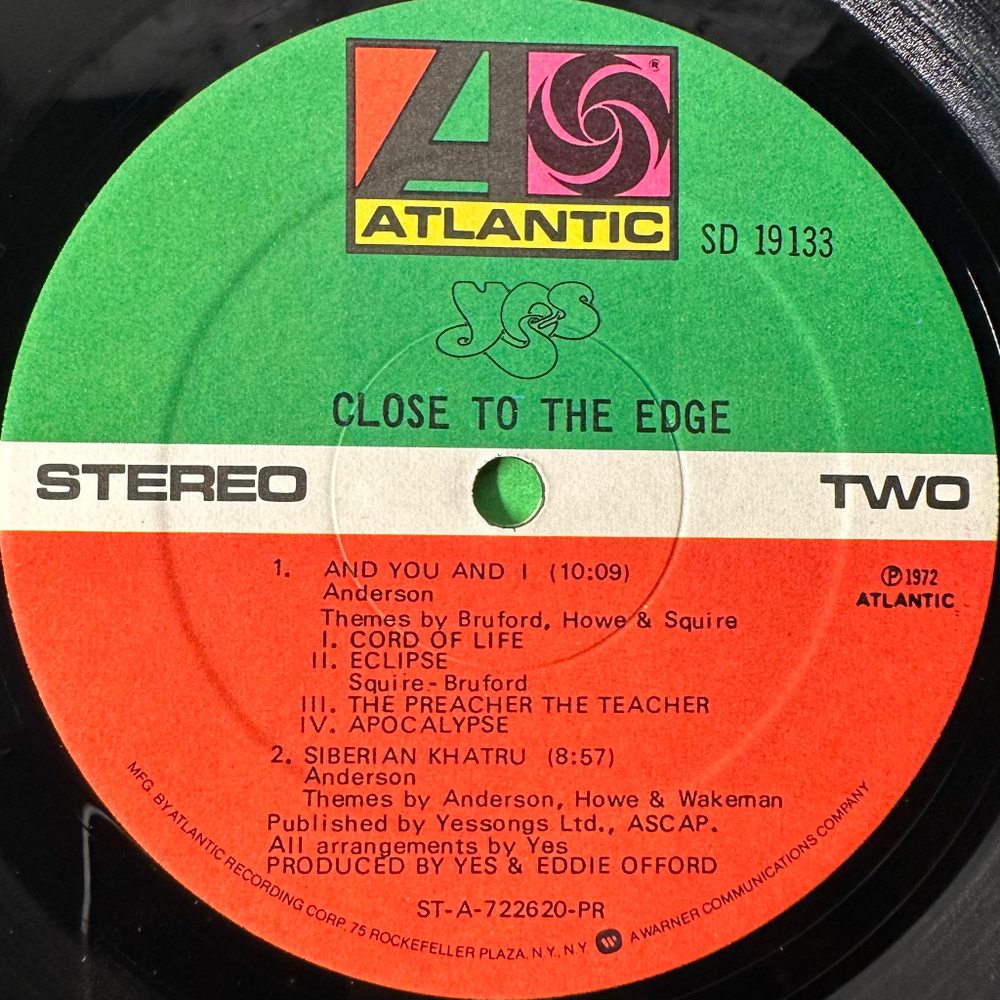 A
®
ATLANTIC
SD 19133
yes
CLOSE TO THE EDGE
STEREO
TWO
Ⓟ 1972
ATLANTIC
1. AND YOU AND I (10:09)
Anderson
Themes by Bruford, Howe & Squire
I. CORD OF LIFE
II. ECLIPSE
Squire-Bruford
III. THE PREACHER THE TEACHER
IV. APOCALYPSE
2. SIBERIAN KHATRU (8:57)
Anderson
Themes by Anderson, Howe & Wakeman
Published by Yessongs Ltd., ASCAP.
All arrangements by Yes
PRODUCED BY YES & EDDIE OFFORD
ST-A-722620-PR
MFG. BY ATLANTIC RECORDING CORP. 75 ROCKEFELLER PLAZA, N.Y., N.Y. W A WARNER COMMUNICATIONS COMPANY